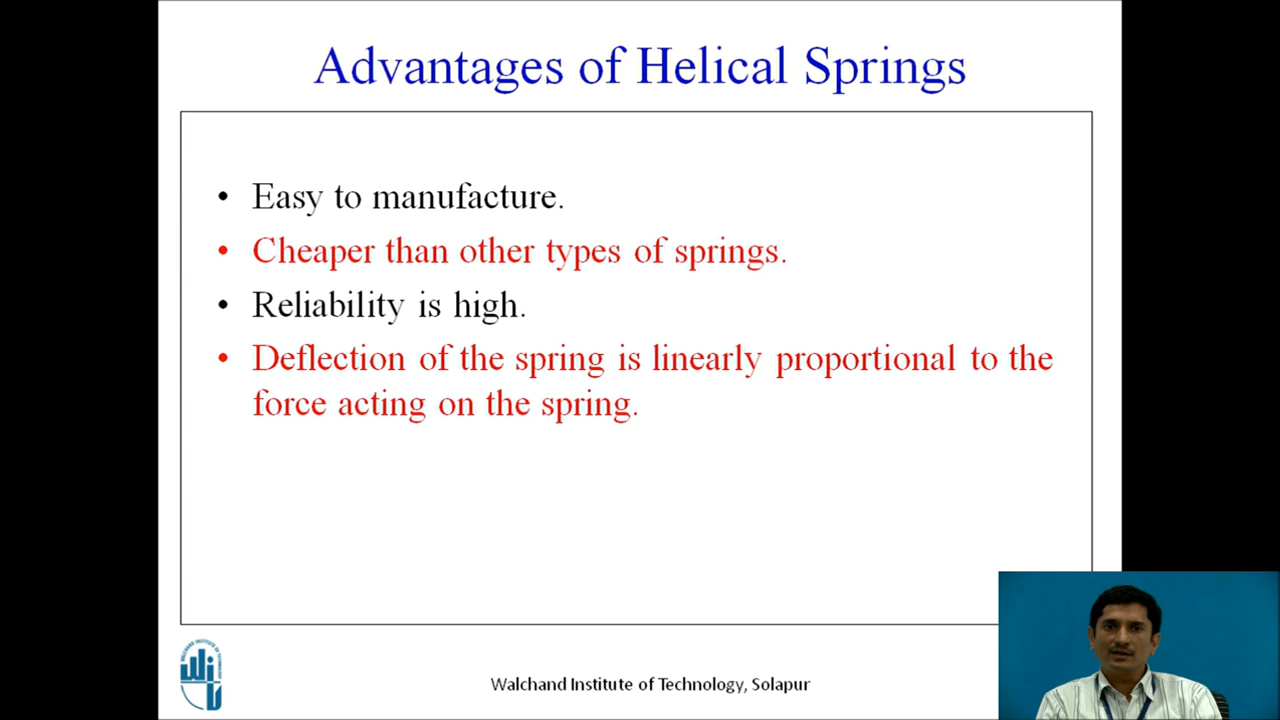 Advantages of Helical Springs
• Easy to manufacture.
• Cheaper than other types of springs.
• Reliability is high.
• Deflection of the spring is linearly proportional to the
force acting on the spring.
Walchand Institute of Technology, Solapur